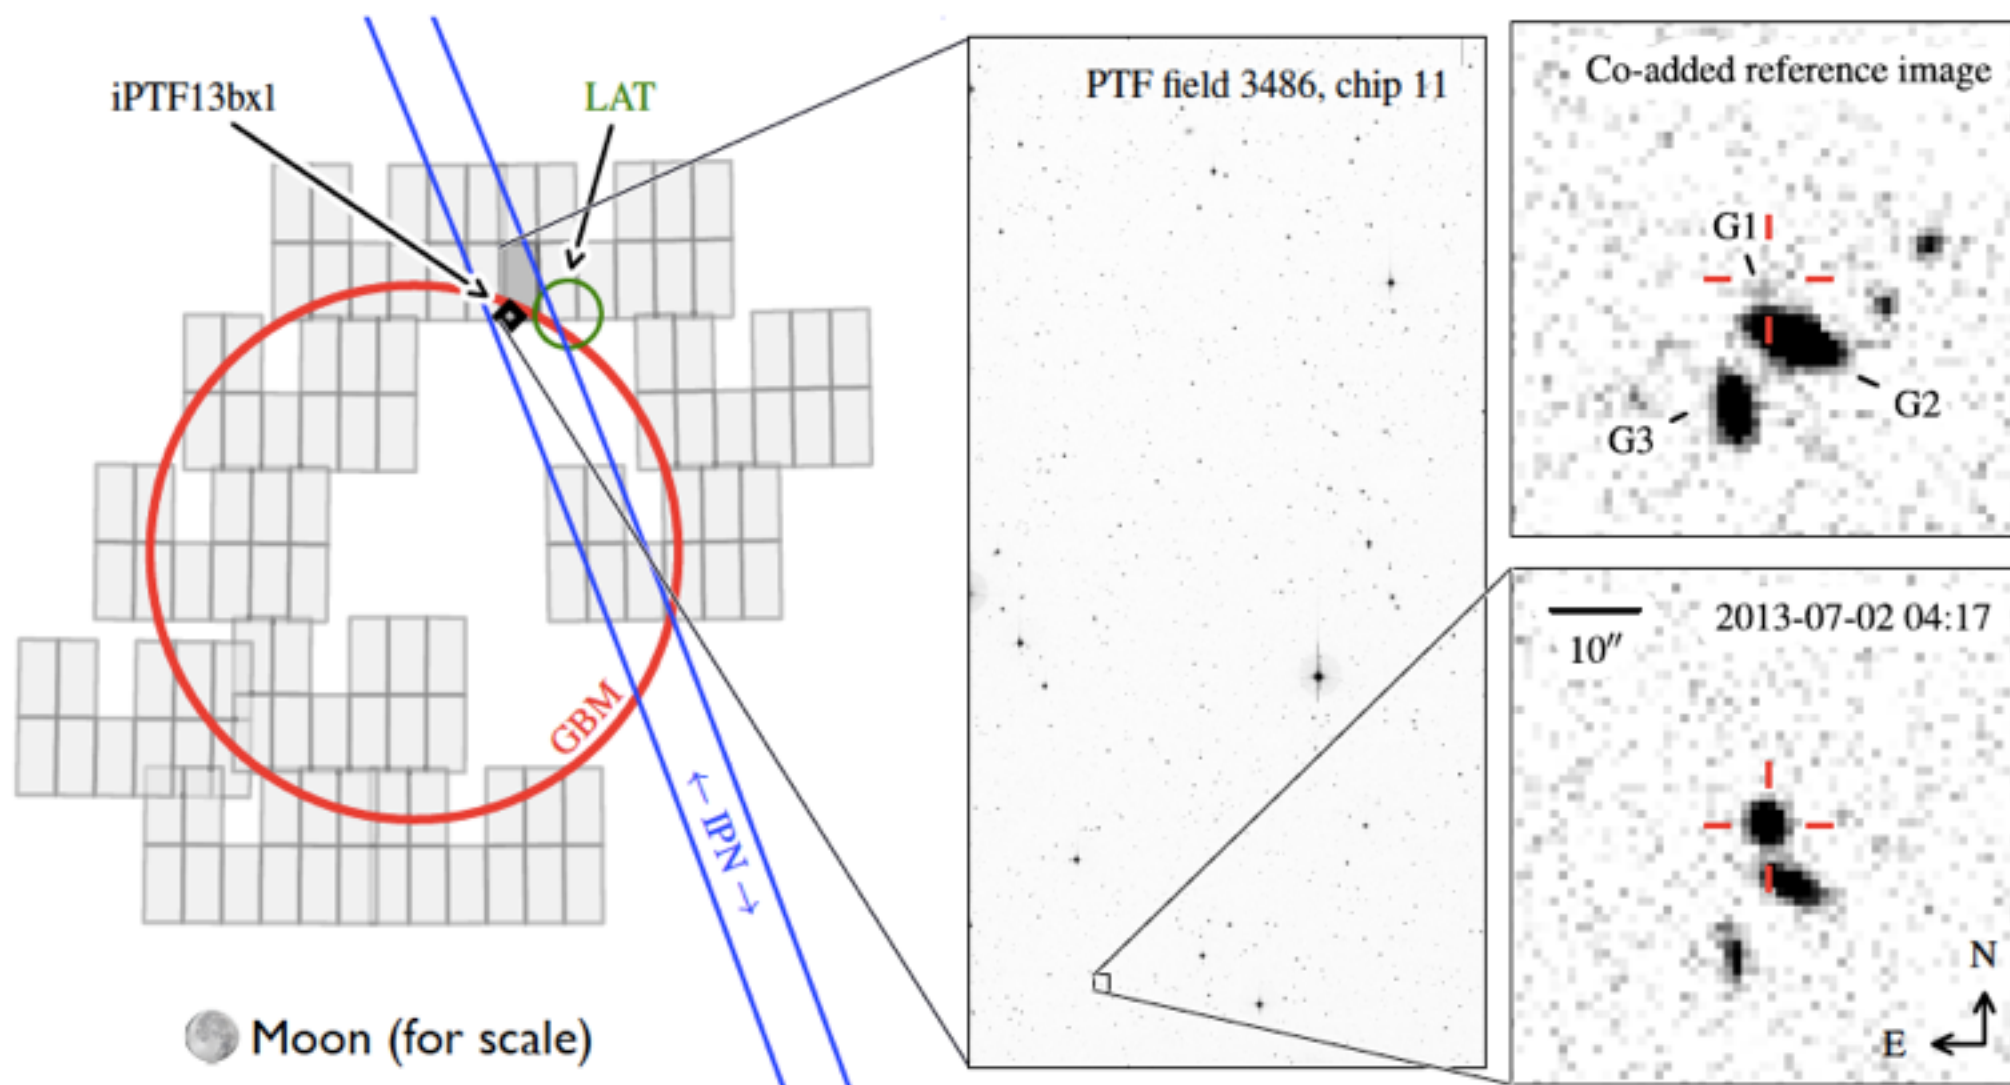 iPTF13bxl
LAT
GBM
← IPN →
Moon (for scale)
PTF field 3486, chip 11
Co-added reference image
G1
G2
G3
2013-07-02 04:17
10″
N
E